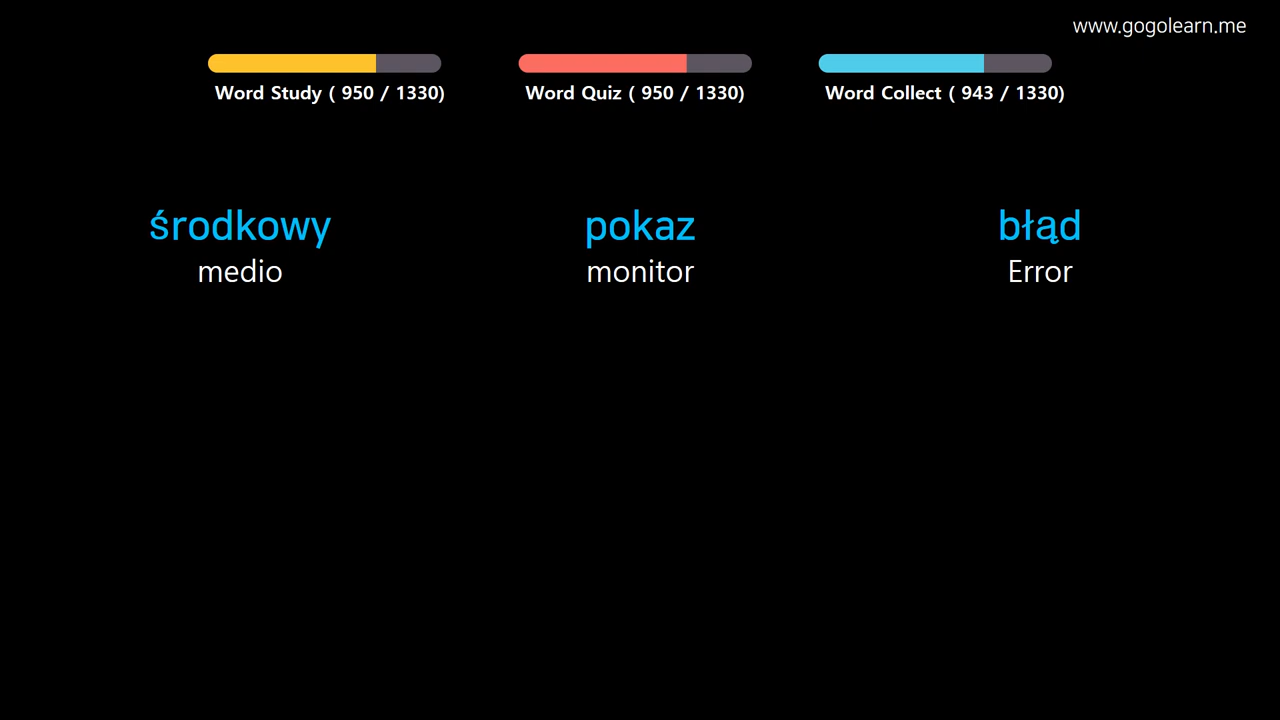 www.gogolearn.me
Word Study ( 950 / 1330)
Word Quiz ( 950 / 1330)
Word Collect ( 943 / 1330)
środkowy
medio
pokaz
monitor
błąd
Error